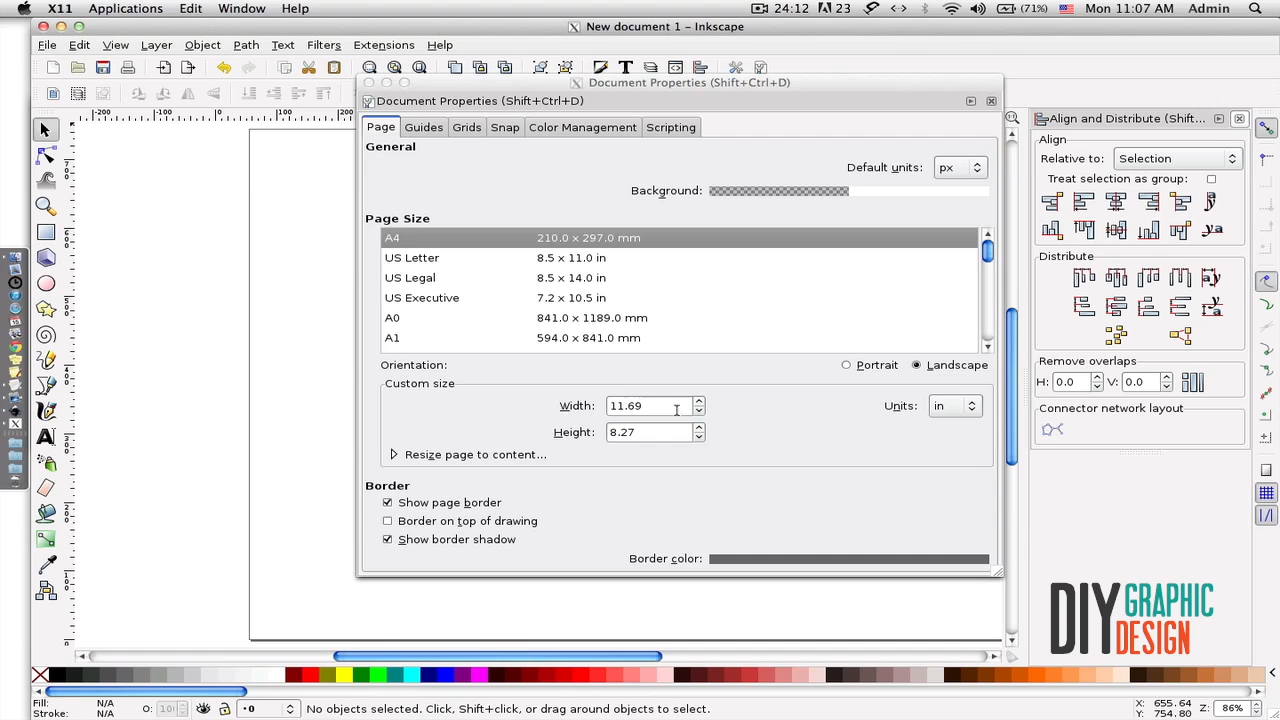 X11 Applications Edit Window Help 24:12 23 (71%) Mon 11:07 AM Admin
New document 1 - Inkscape
File Edit View Layer Object Path Text Filters Extensions Help
Document Properties (Shift+Ctrl+D)
Document Properties (Shift+Ctrl+D)
Align and Distribute (Shift...
-200 -100 0 100 200
Page Guides Grids Snap Color Management Scripting
General
Default units: px
Background:
Page Size
A4 210.0 x 297.0 mm
US Letter 8.5 x 11.0 in
US Legal 8.5 x 14.0 in
US Executive 7.2 x 10.5 in
A0 841.0 x 1189.0 mm
A1 594.0 x 841.0 mm
Orientation: Portrait Landscape
Custom size
Width: 11.69 Units: in
Height: 8.27
Resize page to content...
Border
Show page border
Border on top of drawing
Show border shadow
Border color:
Align
Relative to: Selection
Treat selection as group:
Distribute
Remove overlaps
H: 0.0 V: 0.0
Connector network layout
DIY GRAPHIC
DESIGN
Fill: N/A
Stroke: N/A
O:
•0
No objects selected. Click, Shift+click, or drag around objects to select.
X: 655.64
Y: 754.80
Z: 86%